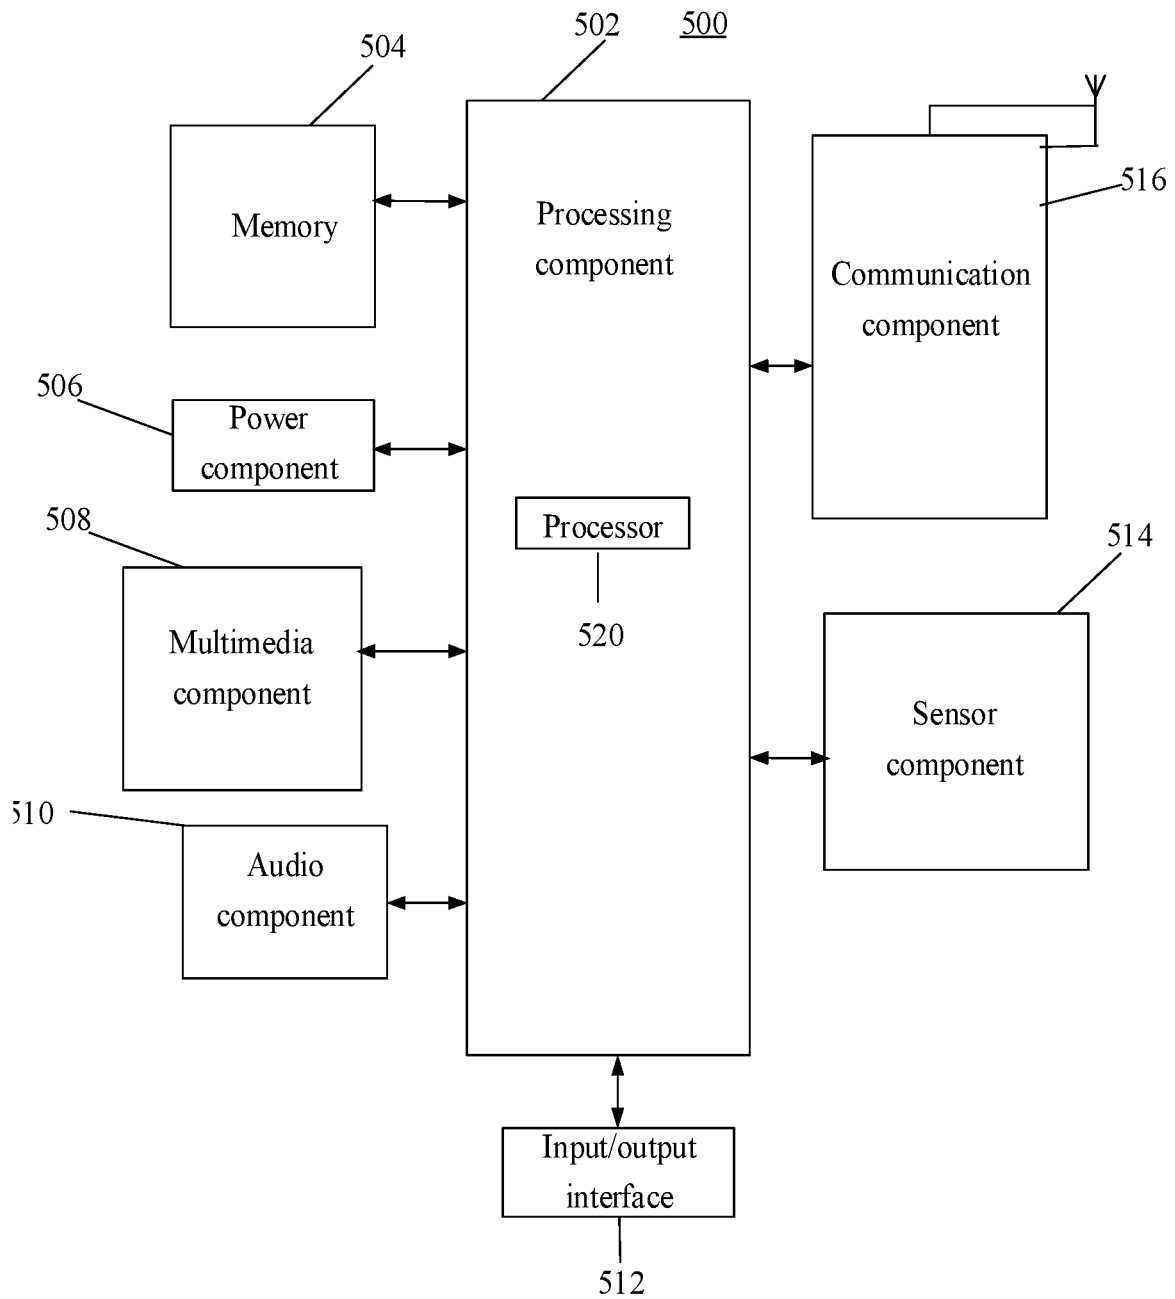 502
500
504
516
Memory
Processing
component
Communication
component
506
Power
component
508
Processor
520
514
Multimedia
component
Sensor
component
510
Audio
component
Input/output
interface
512